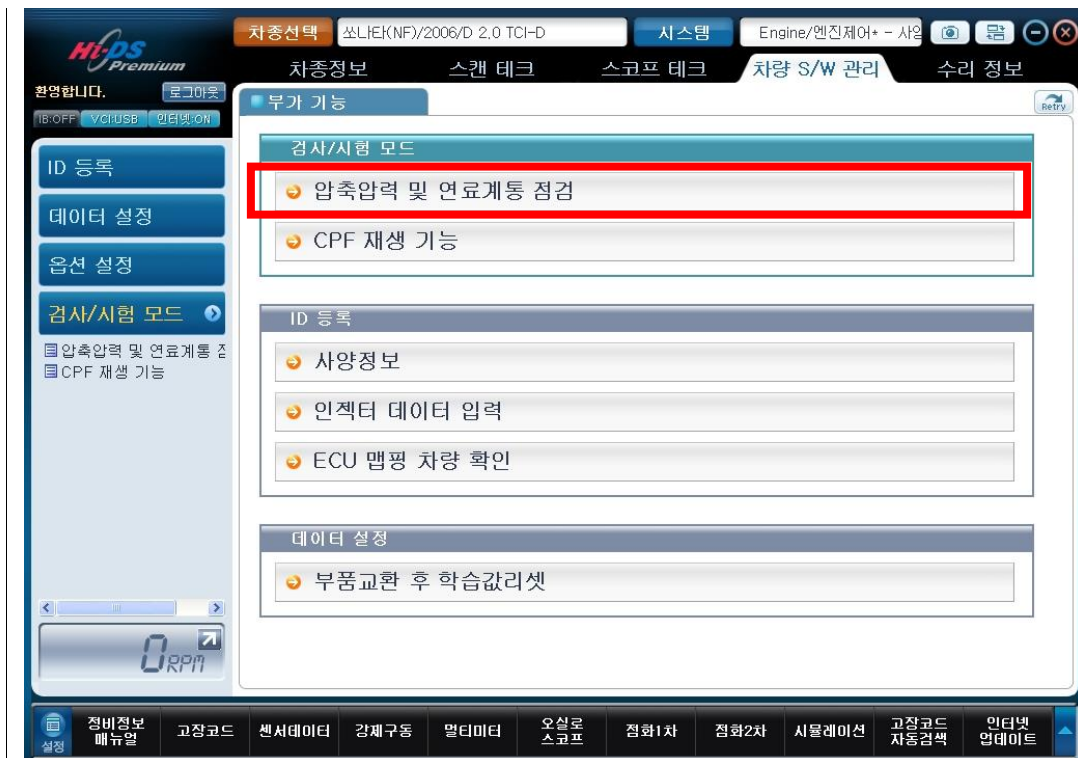 Hi-DS
Premium
차종선택 쏘나타(NF)/2006/D 2.0 TCI-D 시스템 Engine/엔진제어* - 사양
차종정보 스캔 테크 스코프 테크 차량 S/W 관리 수리 정보
환영합니다. 로그아웃
IB:OFF VCI:USB 인터넷:ON
부가 기능
Retry
ID 등록
데이터 설정
옵션 설정
검사/시험 모드
압축압력 및 연료계통 점
CPF 재생 기능
검사/시험 모드
압축압력 및 연료계통 점검
CPF 재생 기능
ID 등록
사양정보
인젝터 데이터 입력
ECU 맵핑 차량 확인
데이터 설정
부품교환 후 학습값리셋
0 RPM
설정
정비정보
매뉴얼
고장코드
센서데이터
강제구동
멀티미터
오실로
스코프
점화1차
점화2차
시뮬레이션
고장코드
자동검색
인터넷
업데이트